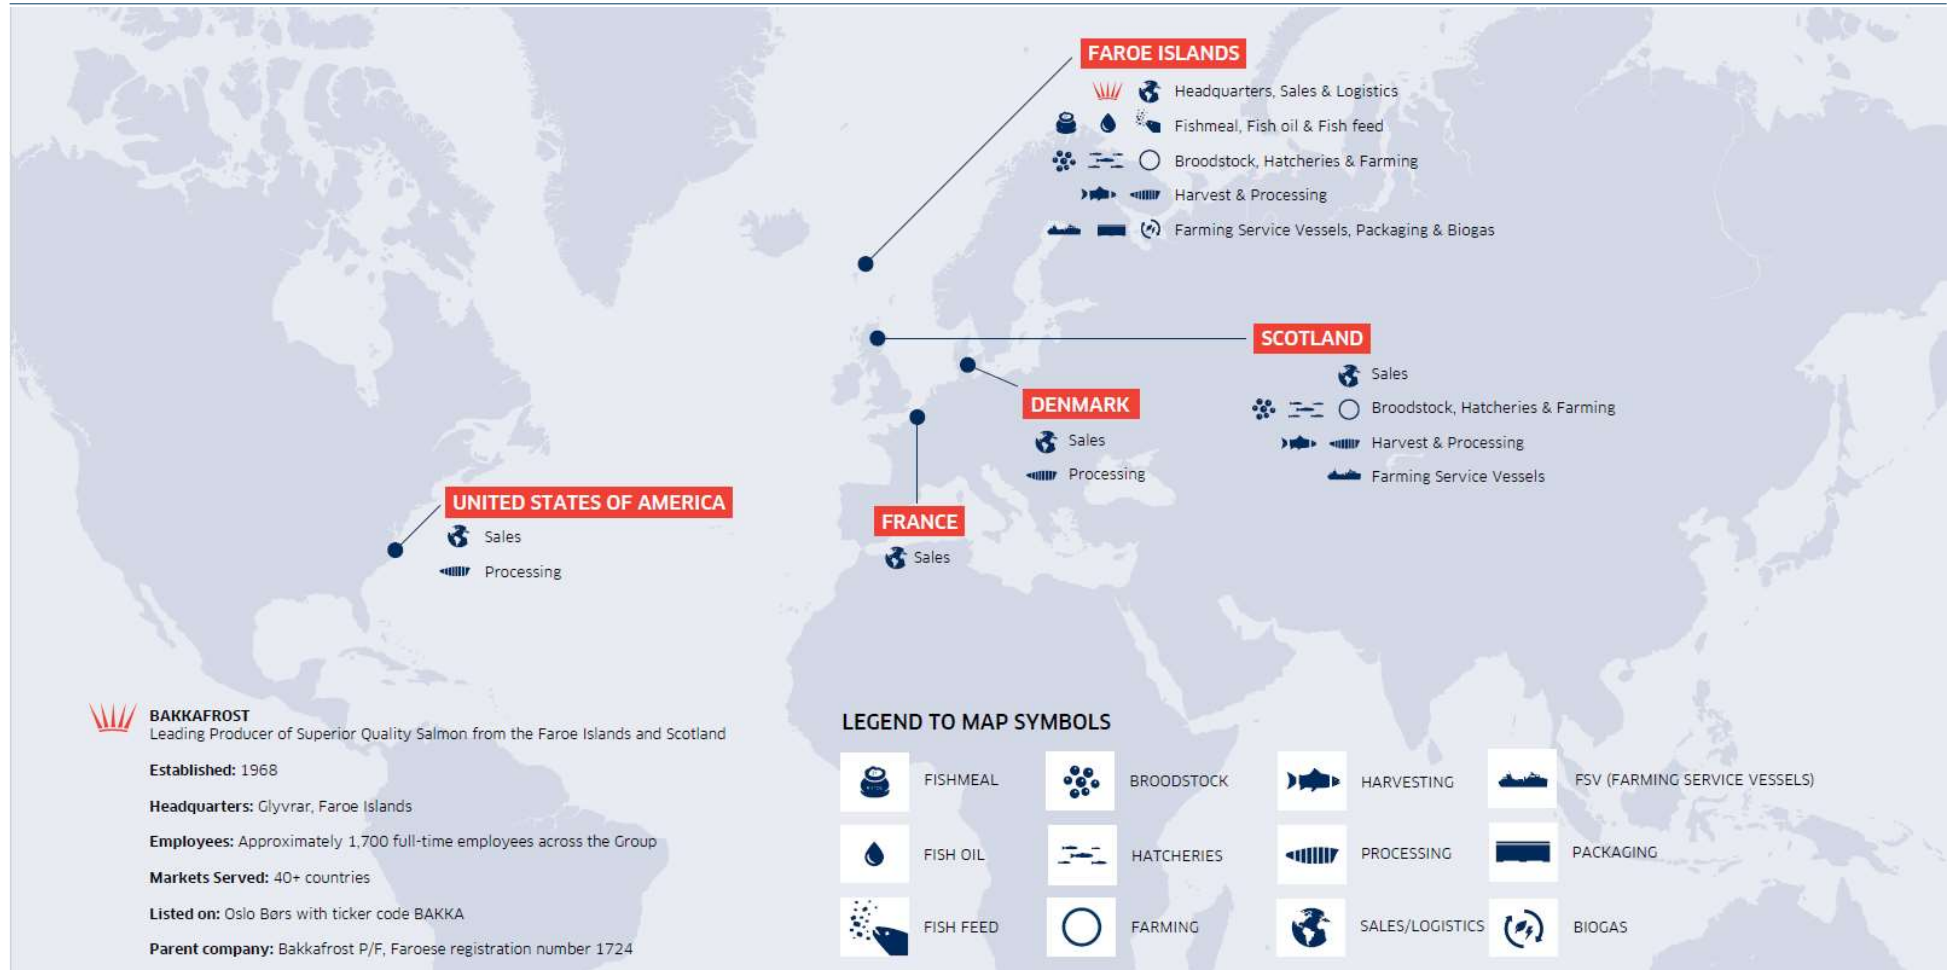 FAROE ISLANDS
Headquarters, Sales & Logistics
Fishmeal, Fish oil & Fish feed
Broodstock, Hatcheries & Farming
Harvest & Processing
Farming Service Vessels, Packaging & Biogas
SCOTLAND
Sales
Broodstock, Hatcheries & Farming
Harvest & Processing
Farming Service Vessels
DENMARK
Sales
Processing
UNITED STATES OF AMERICA
Sales
Processing
FRANCE
Sales
BAKKAFROST
Leading Producer of Superior Quality Salmon from the Faroe Islands and Scotland
Established: 1968
Headquarters: Glyvrar, Faroe Islands
Employees: Approximately 1,700 full-time employees across the Group
Markets Served: 40+ countries
Listed on: Oslo Børs with ticker code BAKKA
Parent company: Bakkafrost P/F, Faroese registration number 1724
LEGEND TO MAP SYMBOLS
FISHMEAL
BROODSTOCK
HARVESTING
FSV (FARMING SERVICE VESSELS)
FISH OIL
HATCHERIES
PROCESSING
PACKAGING
FISH FEED
FARMING
SALES/LOGISTICS
BIOGAS